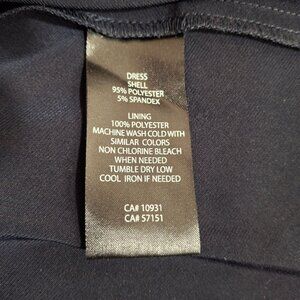 DRESS
SHELL
95% POLYESTER
5% SPANDEX
LINING
100% POLYESTER
MACHINE WASH COLD WITH
SIMILAR COLORS
NON CHLORINE BLEACH
WHEN NEEDED
TUMBLE DRY LOW
COOL IRON IF NEEDED
CA# 10931
CA# 57151